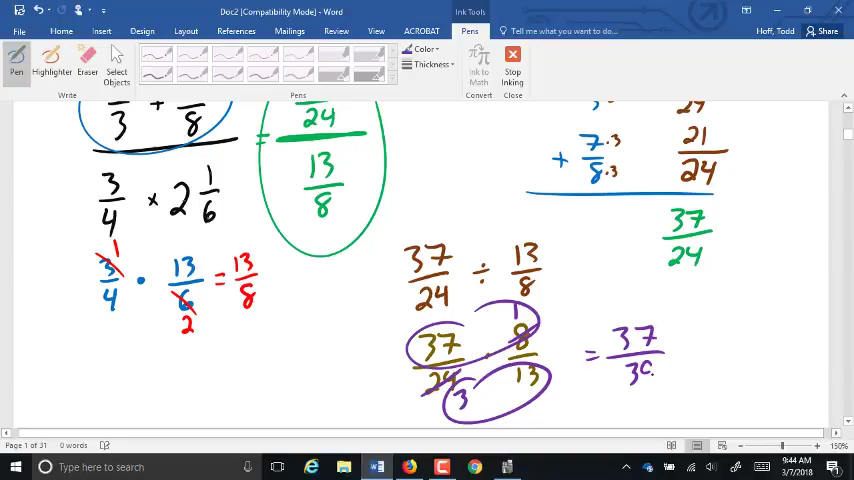 Doc2 [Compatibility Mode] - Word
Ink Tools
Hoff, Todd
File Home Insert Design Layout References Mailings Review View ACROBAT Pens Tell me what you want to do... Share
Pen Highlighter Eraser Select Objects
Color
Thickness
Ink to Math
Stop Inking
Write Pens Convert Close
3 + 8
= 24
13
8
+ 7 •3 21
8 •3 24
37
24
3/4 × 2 1/6
1
3/4 • 13/6 = 13/8
2
37/24 ÷ 13/8
1
37/24 • 8/13 = 37/39
3
Page 1 of 31 0 words 150%
Type here to search
9:44 AM
3/7/2018